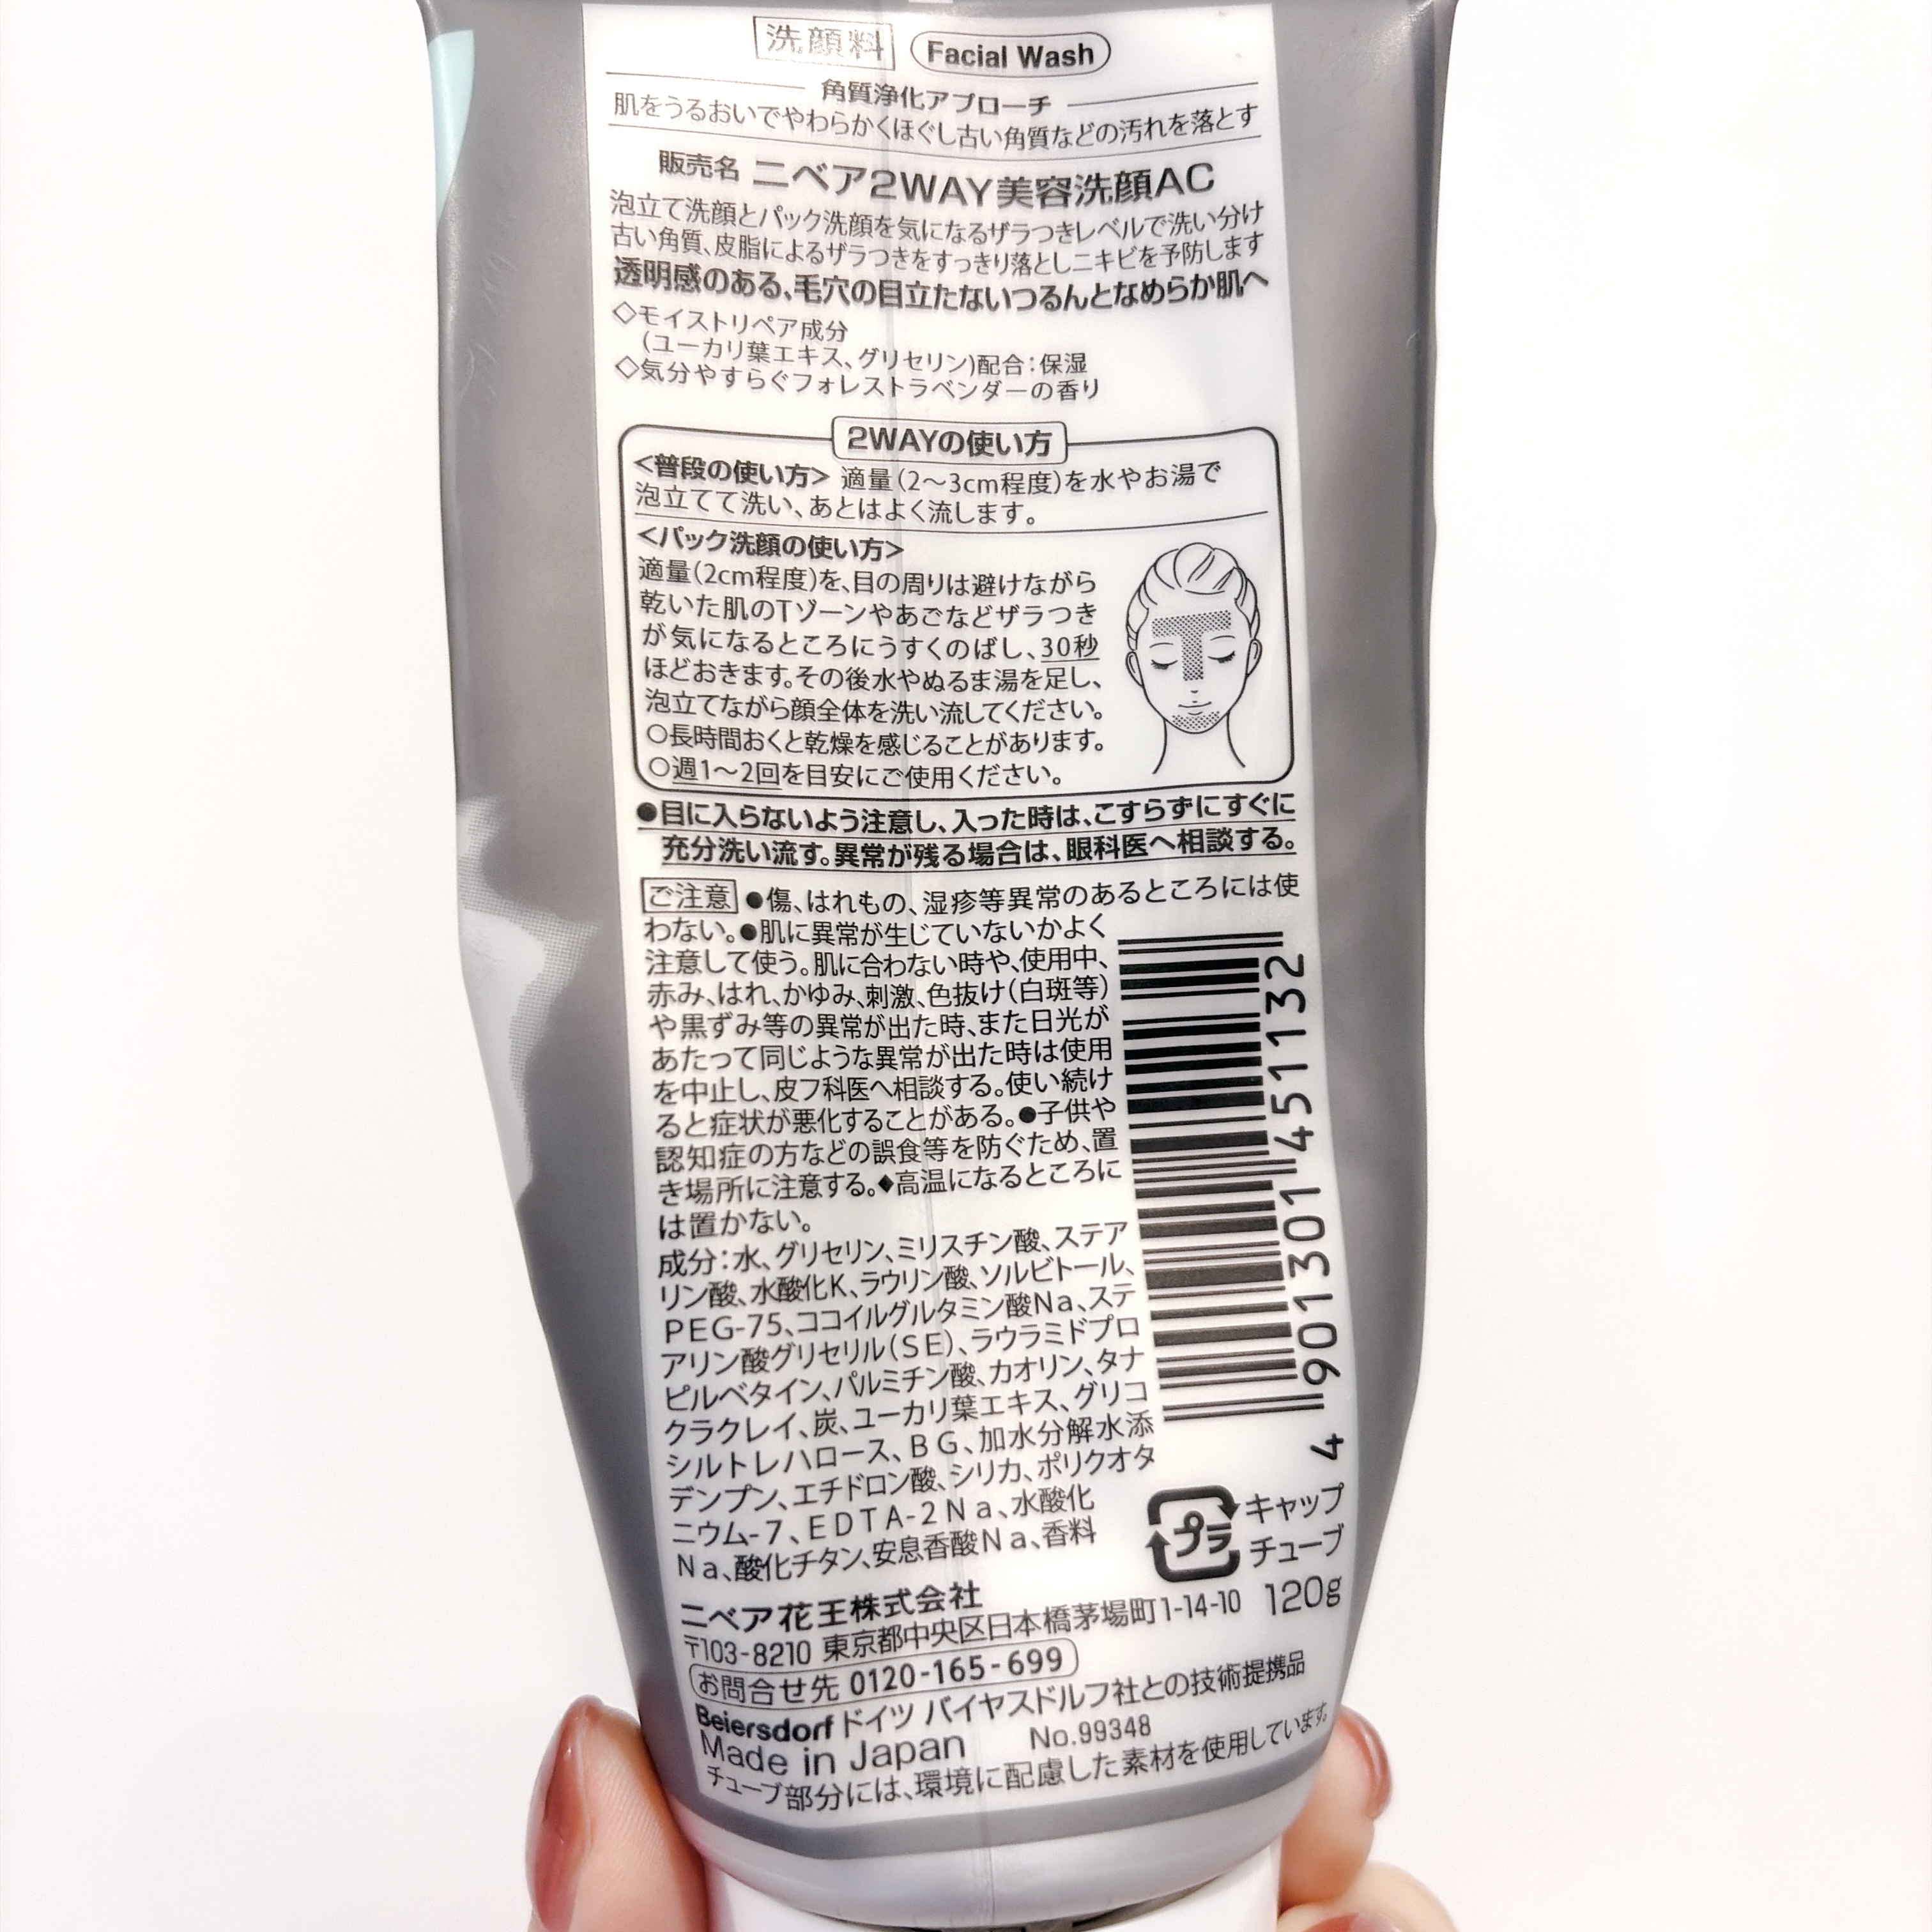 洗顔料 Facial Wash
角質浄化アプローチ
肌をうるおいでやわらかくほぐし古い角質などの汚れを落とす
販売名 ニベア2WAY美容洗顔AC
泡立て洗顔とパック洗顔を気になるザラつきレベルで洗い分け
古い角質、皮脂によるザラつきをすっきり落としニキビを予防します
透明感のある、毛穴の目立たないつるんとなめらか肌へ
◇モイストリペア成分
(ユーカリ葉エキス、グリセリン)配合:保湿
◇気分やすらぐフォレストラベンダーの香り
2WAYの使い方
<普段の使い方> 適量(2〜3cm程度)を水やお湯で
泡立てて洗い、あとはよく流します。
<パック洗顔の使い方>
適量(2cm程度)を、目の周りは避けながら
乾いた肌のTゾーンやあごなどザラつき
が気になるところにうすくのばし、30秒
ほどおきます。その後水やぬるま湯を足し、
泡立てながら顔全体を洗い流してください。
○長時間おくと乾燥を感じることがあります。
○週1〜2回を目安にご使用ください。
●目に入らないよう注意し、入った時は、こすらずにすぐに
充分洗い流す。異常が残る場合は、眼科医へ相談する。
ご注意 ●傷、はれもの、湿疹等異常のあるところには使
わない。●肌に異常が生じていないかよく
注意して使う。肌に合わない時や、使用中、
赤み、はれ、かゆみ、刺激、色抜け(白斑等)
や黒ずみ等の異常が出た時、また日光が
あたって同じような異常が出た時は使用
を中止し、皮フ科医へ相談する。使い続け
ると症状が悪化することがある。●子供や
認知症の方などの誤食等を防ぐため、置
き場所に注意する。◆高温になるところに
は置かない。
成分:水、グリセリン、ミリスチン酸、ステア
リン酸、水酸化K、ラウリン酸、ソルビトール、
PEG-75、ココイルグルタミン酸Na、ステ
アリン酸グリセリル(SE)、ラウラミドプロ
ピルベタイン、パルミチン酸、カオリン、タナ
クラクレイ、炭、ユーカリ葉エキス、グリコ
シルトレハロース、BG、加水分解水添
デンプン、エチドロン酸、シリカ、ポリクオタ
ニウム-7、EDTA-2Na、水酸化
Na、酸化チタン、安息香酸Na、香料
4 901301 451132
プラ キャップ
チューブ
120g
ニベア花王株式会社
〒103-8210 東京都中央区日本橋茅場町1-14-10
お問合せ先 0120-165-699
Beiersdorf ドイツ バイヤスドルフ社との技術提携品
Made in Japan No.99348
チューブ部分には、環境に配慮した素材を使用しています。